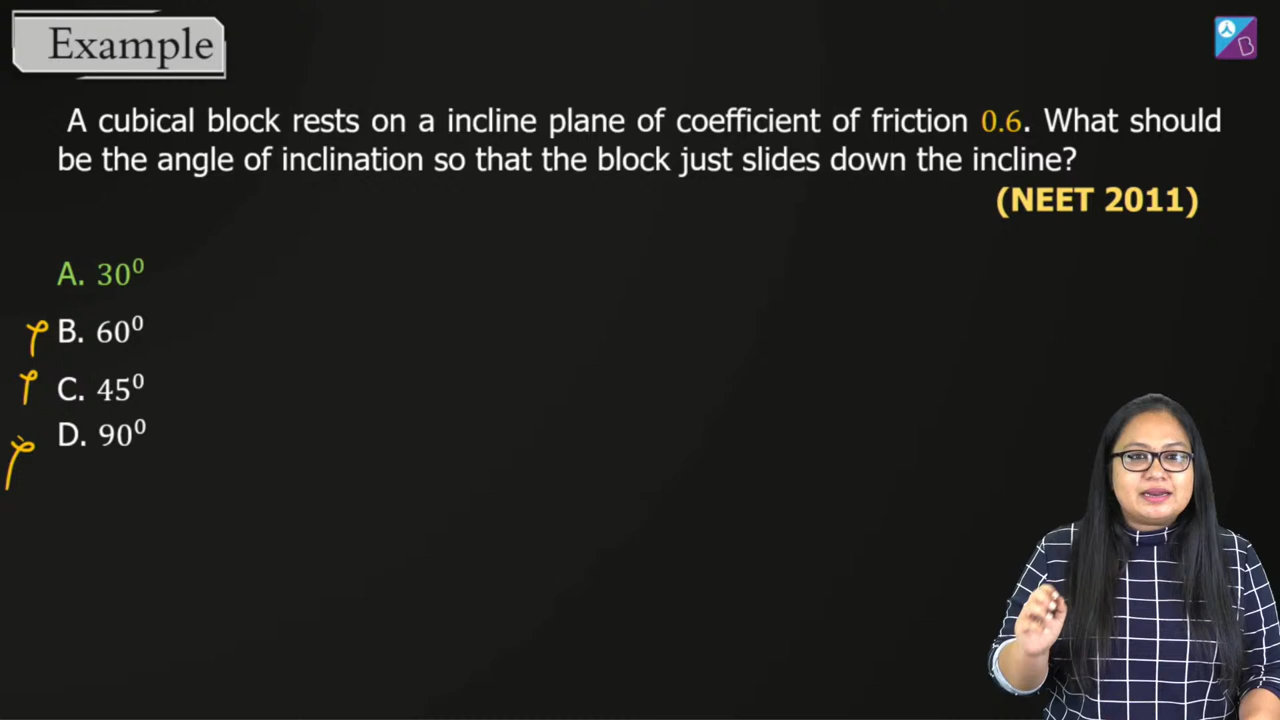 Example
A cubical block rests on a incline plane of coefficient of friction 0.6. What should
be the angle of inclination so that the block just slides down the incline?
(NEET 2011)
A. 30⁰
B. 60⁰
C. 45⁰
D. 90⁰